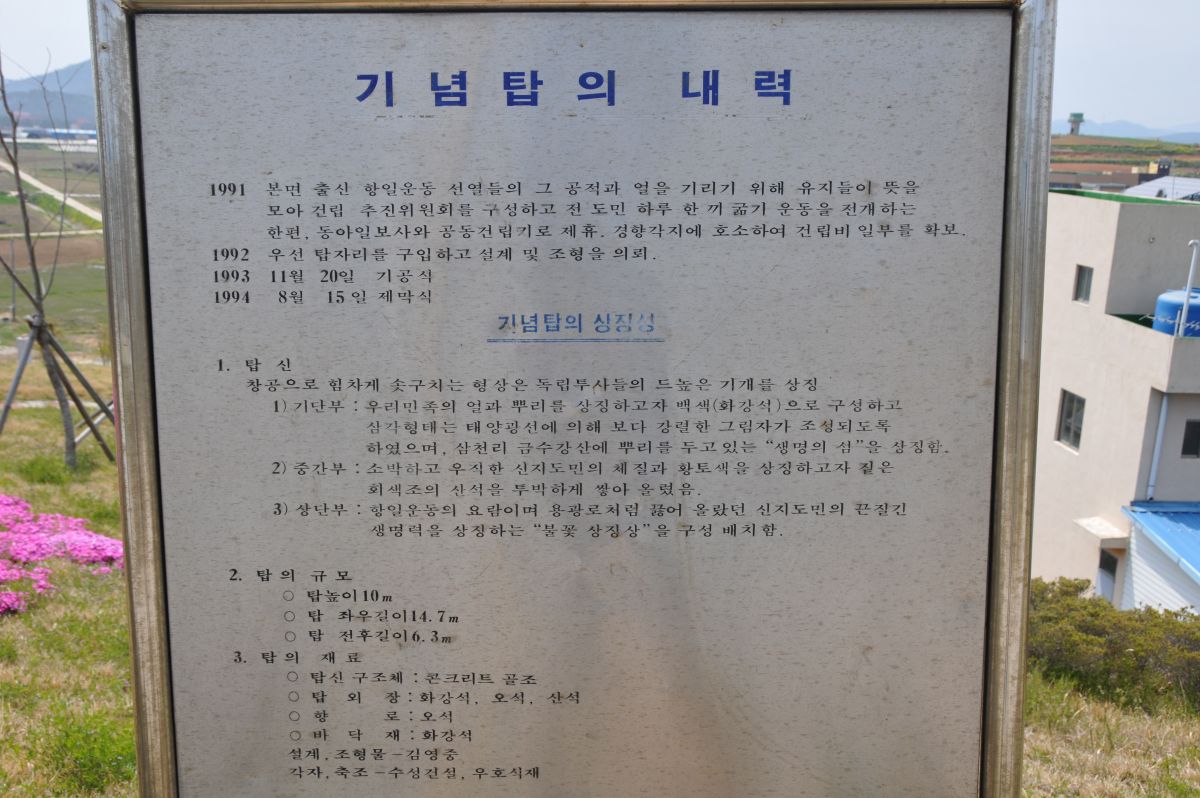 기념탑의 내력
1991 본면 출신 항일운동 선열들의 그 공적과 얼을 기리기 위해 유지들이 뜻을
모아 건립 추진위원회를 구성하고 전 도민 하루 한 끼 굶기 운동을 전개하는
한편, 동아일보사와 공동건립키로 제휴. 경향각지에 호소하여 건립비 일부를 확보.
1992 우선 탑자리를 구입하고 설계 및 조형을 의뢰.
1993 11월 20일 기공식
1994 8월 15일 제막식
기념탑의 상징성
1. 탑 신
창공으로 힘차게 솟구치는 형상은 독립투사들의 드높은 기개를 상징
1) 기단부 : 우리민족의 얼과 뿌리를 상징하고자 백색(화강석)으로 구성하고
삼각형태는 태양광선에 의해 보다 강렬한 그림자가 조성되도록
하였으며, 삼천리 금수강산에 뿌리를 두고있는 “생명의 섬”을 상징함.
2) 중간부 : 소박하고 우직한 신지도민의 체질과 황토색을 상징하고자 짙은
회색조의 산석을 투박하게 쌓아 올렸음.
3) 상단부 : 항일운동의 요람이며 용광로처럼 끓어 올랐던 신지도민의 끈질긴
생명력을 상징하는 “불꽃 상징상”을 구성 배치함.
2. 탑의 규모
○ 탑높이 10m
○ 탑 좌우길이 14.7m
○ 탑 전후길이 6.3m
3. 탑의 재료
○ 탑신 구조체 : 콘크리트 골조
○ 탑 외 장 : 화강석, 오석, 산석
○ 향 로 : 오석
○ 바 닥 재 : 화강석
설계, 조형물 - 김영중
각자, 축조 - 수성건설, 우호석재